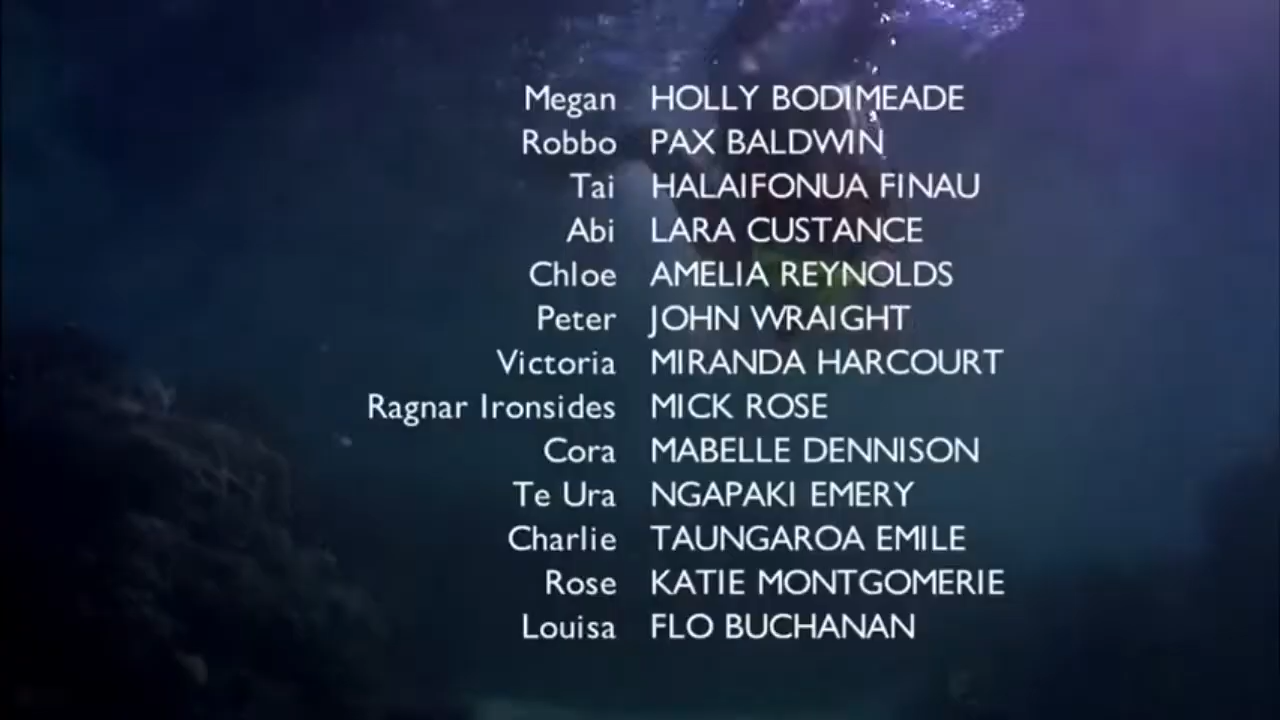 Megan HOLLY BODIMEADE
Robbo PAX BALDWIN
Tai HALAIFONUA FINAU
Abi LARA CUSTANCE
Chloe AMELIA REYNOLDS
Peter JOHN WRAIGHT
Victoria MIRANDA HARCOURT
Ragnar Ironsides MICK ROSE
Cora MABELLE DENNISON
Te Ura NGAPAKI EMERY
Charlie TAUNGAROA EMILE
Rose KATIE MONTGOMERIE
Louisa FLO BUCHANAN